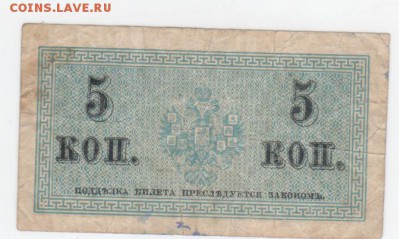 COINS.LAVE.RU
5 5
КОП. КОП.
ПОДДѢЛКА БИЛЕТА ПРЕСЛѢДУЕТСЯ ЗАКОНОМЪ.